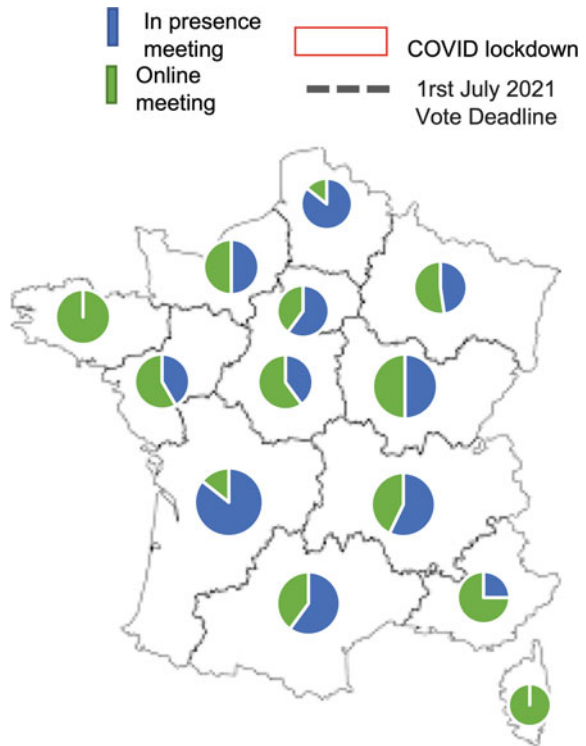 In presence
meeting
Online
meeting
COVID lockdown
1rst July 2021
Vote Deadline